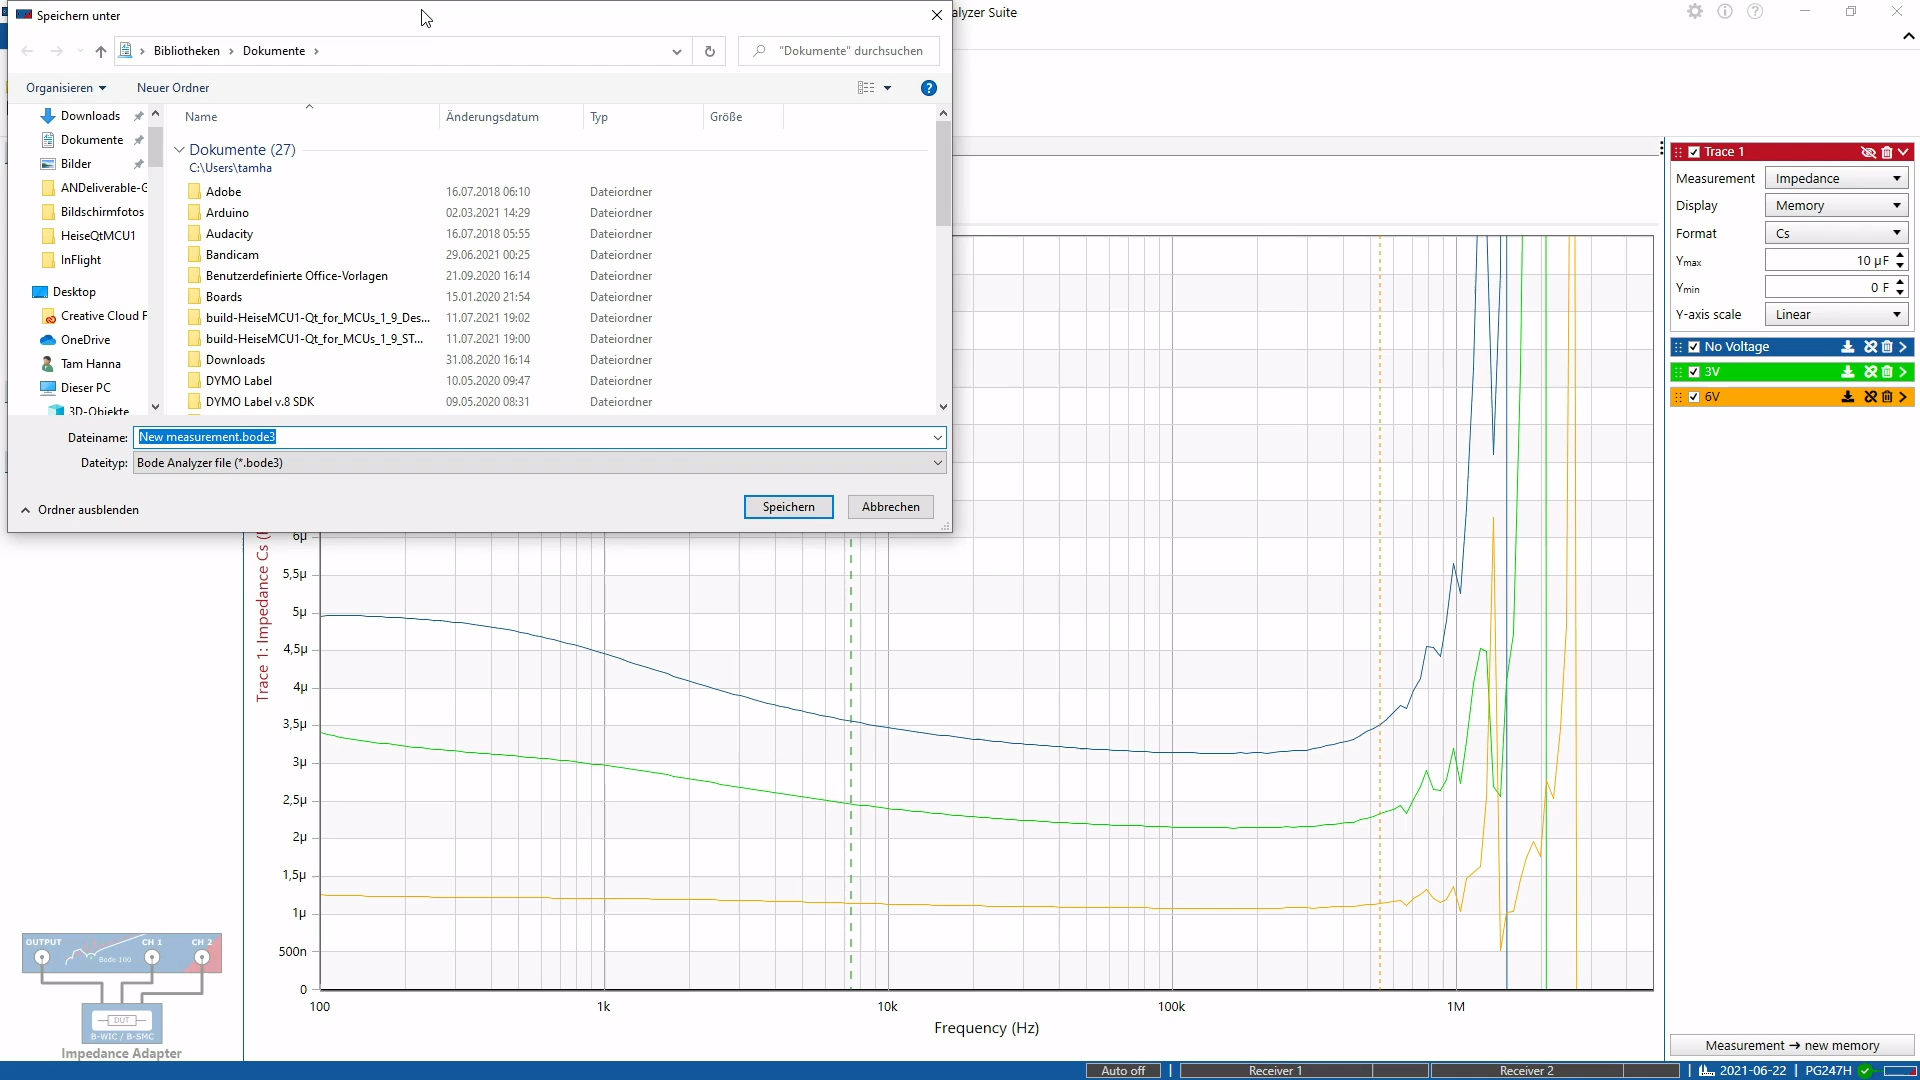 Speichern unter
alyzer Suite
Bibliotheken
Dokumente
"Dokumente" durchsuchen
Organisieren
Neuer Ordner
Downloads
Dokumente
Bilder
ANDeliverable-G
Bildschirmfotos
HeiseQtMCU1
InFlight
Desktop
Creative Cloud F
OneDrive
Tam Hanna
Dieser PC
3D-Objekte
Name Änderungsdatum Typ Größe
Dokumente (27)
C:\Users\tamha
Adobe 16.07.2018 06:10 Dateiordner
Arduino 02.03.2021 14:29 Dateiordner
Audacity 16.07.2018 05:55 Dateiordner
Bandicam 29.06.2021 00:25 Dateiordner
Benutzerdefinierte Office-Vorlagen 21.09.2020 16:14 Dateiordner
Boards 15.01.2020 21:54 Dateiordner
build-HeiseMCU1-Qt_for_MCUs_1_9_Des... 11.07.2021 19:02 Dateiordner
build-HeiseMCU1-Qt_for_MCUs_1_9_ST... 11.07.2021 19:00 Dateiordner
Downloads 31.08.2020 16:14 Dateiordner
DYMO Label 10.05.2020 09:47 Dateiordner
DYMO Label v.8 SDK 09.05.2020 08:31 Dateiordner
Dateiname: New measurement.bode3
Dateityp: Bode Analyzer file (*.bode3)
Ordner ausblenden
Speichern
Abbrechen
Trace 1
Measurement Impedance
Display Memory
Format Cs
Ymax 10 µF
Ymin 0 F
Y-axis scale Linear
No Voltage
3V
6V
Trace 1: Impedance Cs (
6µ
5,5µ
5µ
4,5µ
4µ
3,5µ
3µ
2,5µ
2µ
1,5µ
1µ
500n
0
100 1k 10k 100k 1M
Frequency (Hz)
OUTPUT CH 1 CH 2
Bode 100
DUT
B-WIC / B-SMC
Impedance Adapter
Measurement → new memory
Auto off
Receiver 1
Receiver 2
2021-06-22
PG247H